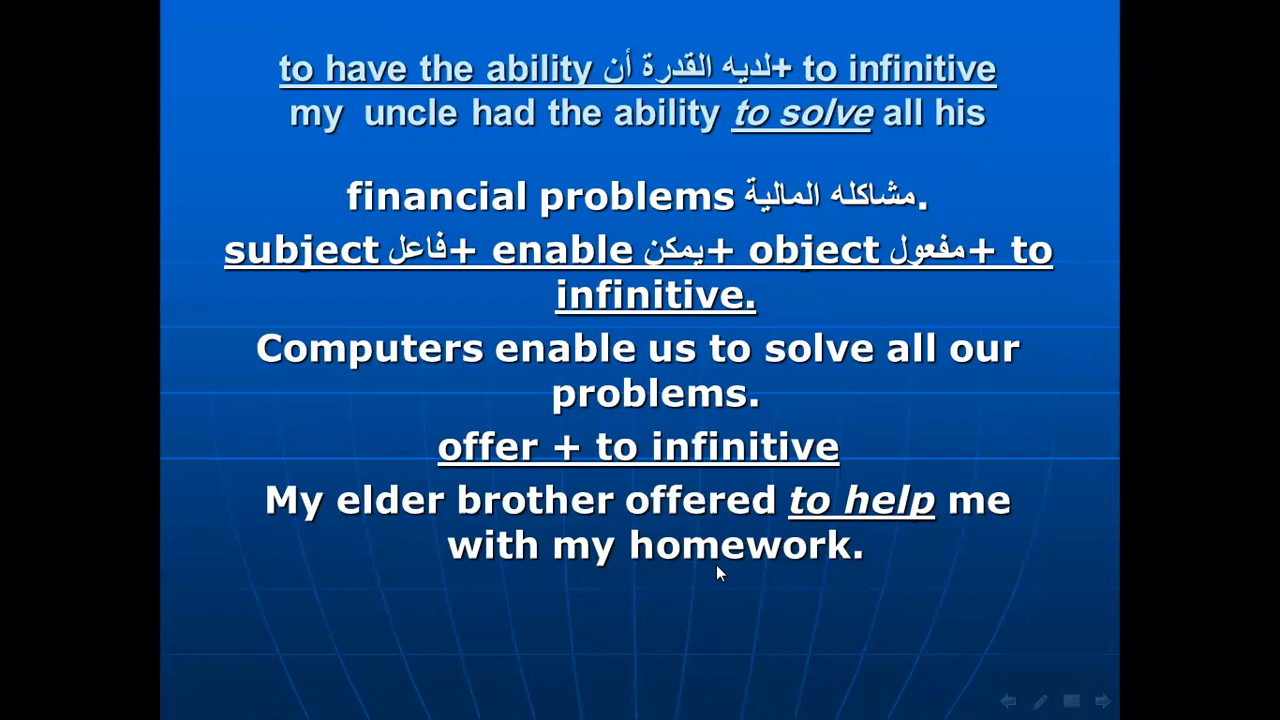 to have the ability لديه القدرة أن+ to infinitive
my uncle had the ability to solve all his
financial problems مشاكله المالية.
subject فاعل+ enable يمكن+ object مفعول+ to
infinitive.
Computers enable us to solve all our
problems.
offer + to infinitive
My elder brother offered to help me
with my homework.